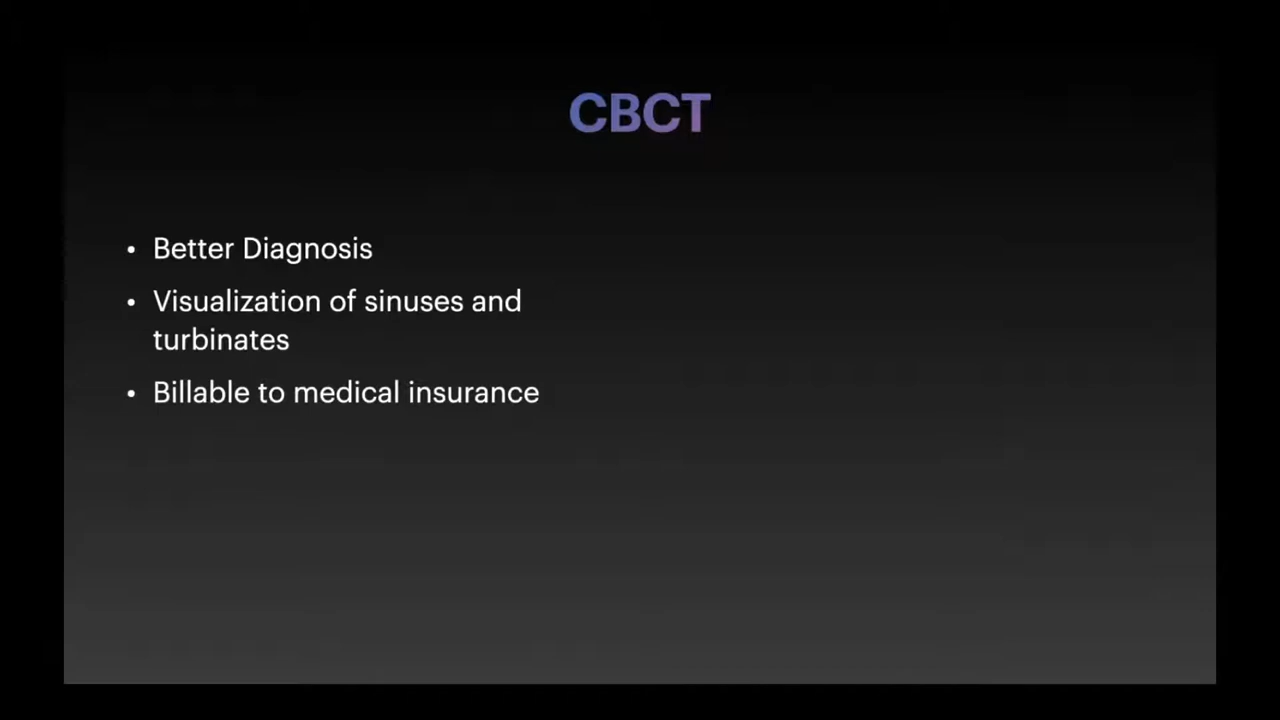 CBCT
• Better Diagnosis
• Visualization of sinuses and
turbinates
• Billable to medical insurance